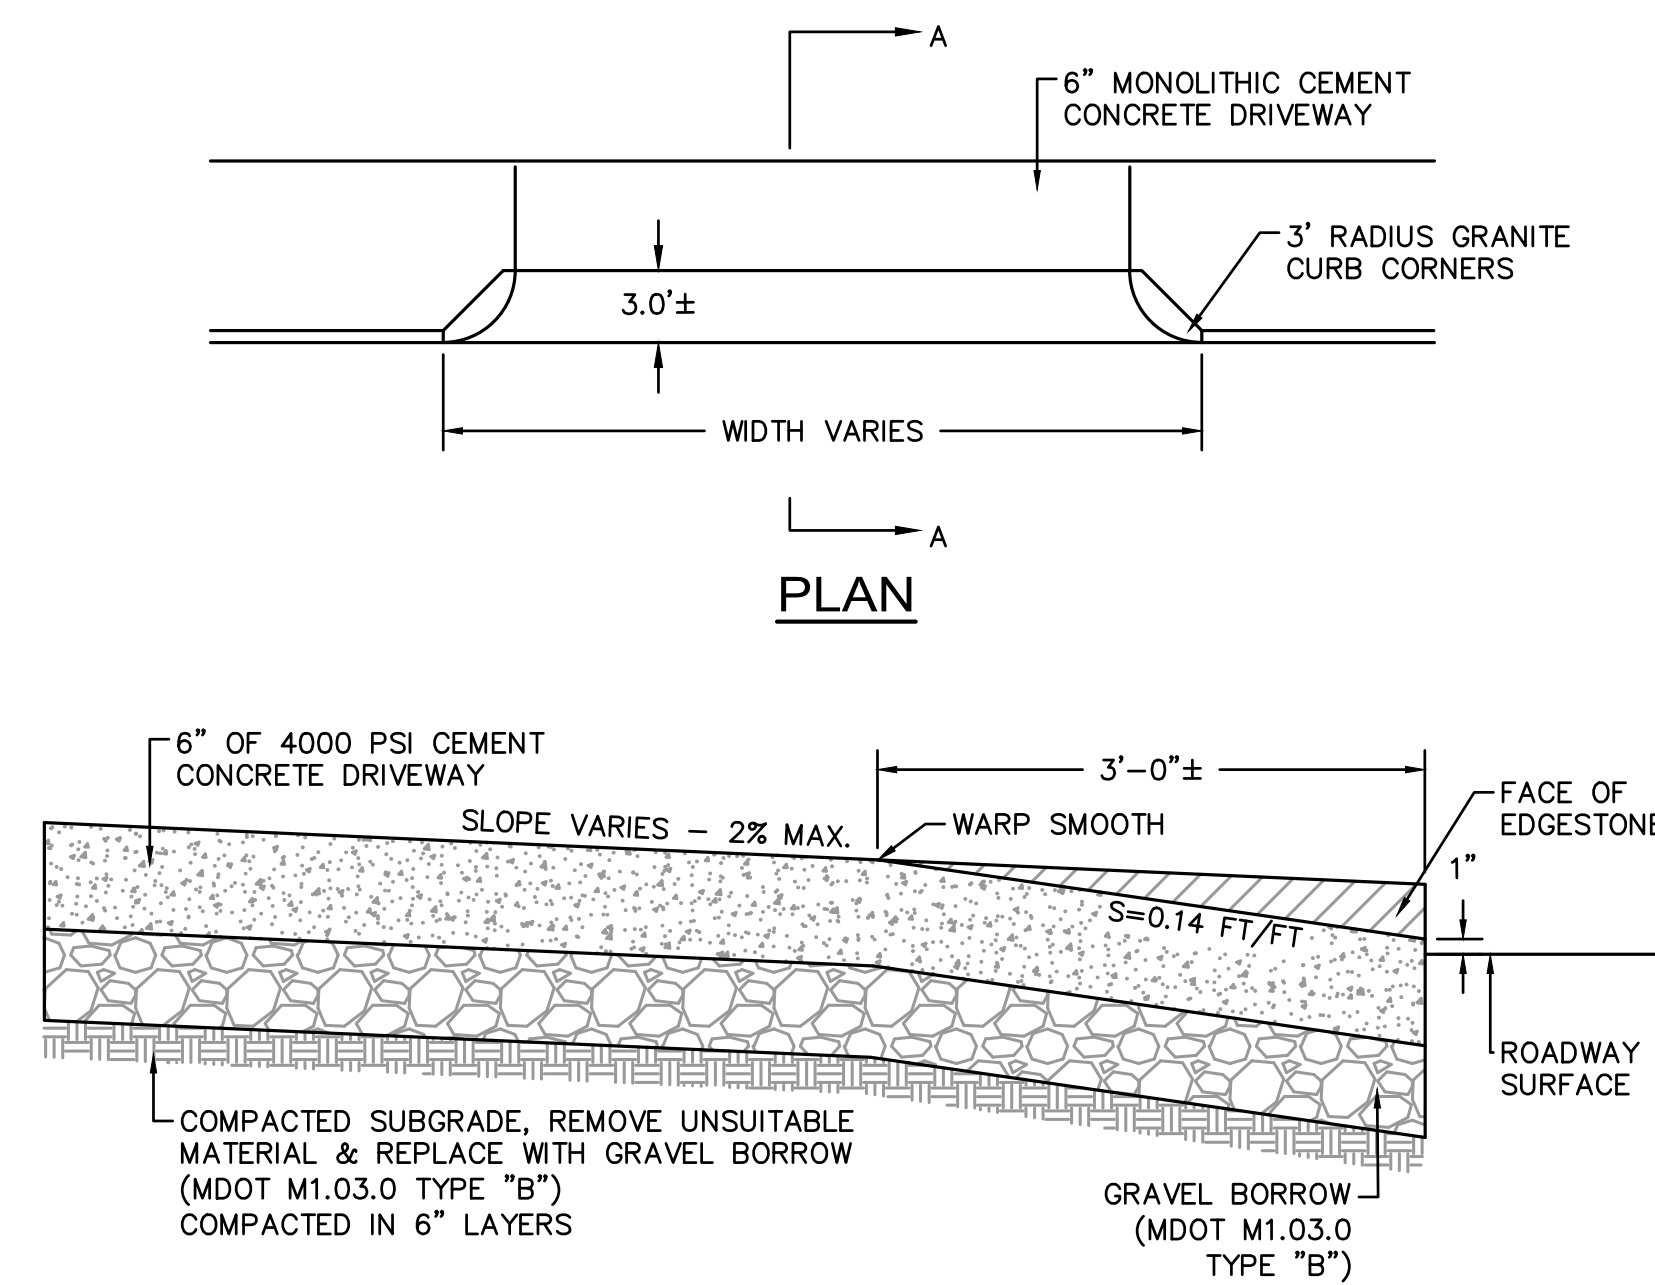 A
6" MONOLITHIC CEMENT
CONCRETE DRIVEWAY
3' RADIUS GRANITE
CURB CORNERS
3.0'±
WIDTH VARIES
A
PLAN
6" OF 4000 PSI CEMENT
CONCRETE DRIVEWAY
3'-0"±
SLOPE VARIES - 2% MAX.
WARP SMOOTH
FACE OF
EDGESTONE
1"
S=0.14 FT/FT
ROADWAY
SURFACE
COMPACTED SUBGRADE, REMOVE UNSUITABLE
MATERIAL & REPLACE WITH GRAVEL BORROW
(MDOT M1.03.0 TYPE "B")
COMPACTED IN 6" LAYERS
GRAVEL BORROW
(MDOT M1.03.0
TYPE "B")